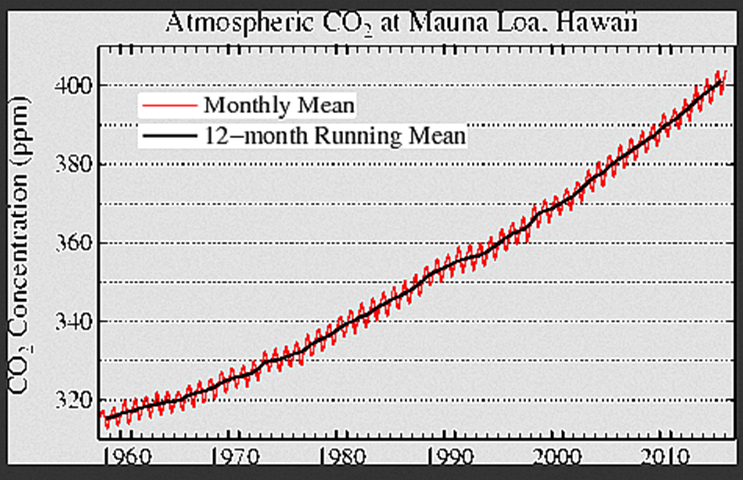 Atmospheric CO₂ at Mauna Loa, Hawaii
400
Monthly Mean
12−month Running Mean
380
360
340
320
CO₂ Concentration (ppm)
1960 1970 1980 1990 2000 2010